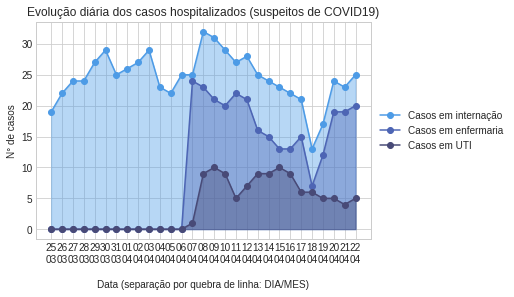 Evolução diária dos casos hospitalizados (suspeitos de COVID19)
30
25
20
15
10
5
0
N° de casos
Casos em internação
Casos em enfermaria
Casos em UTI
25 26 27 28 29 30 31 01 02 03 04 05 06 07 08 09 10 11 12 13 14 15 16 17 18 19 20 21 22
03 03 03 03 03 03 03 04 04 04 04 04 04 04 04 04 04 04 04 04 04 04 04 04 04 04 04 04 04
Data (separação por quebra de linha: DIA/MES)